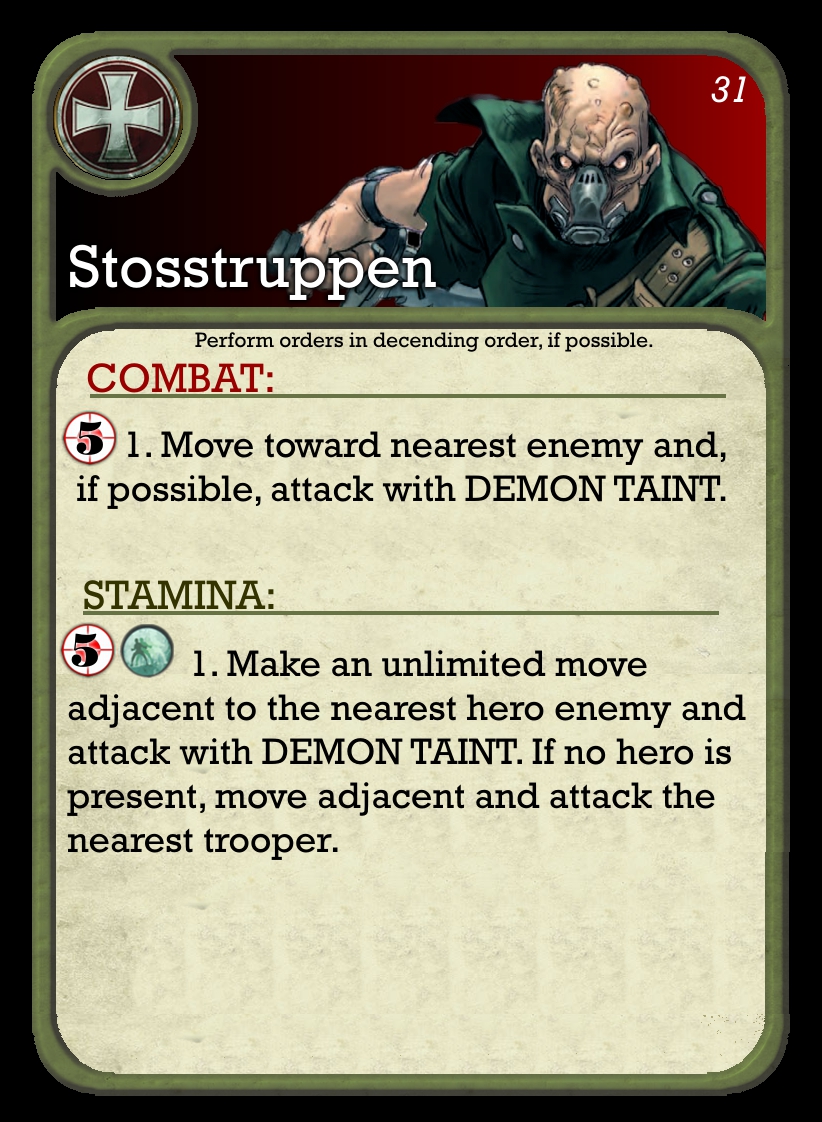 31
Stosstruppen
Perform orders in decending order, if possible.
COMBAT:
5 1. Move toward nearest enemy and,
if possible, attack with DEMON TAINT.
STAMINA:
5 1. Make an unlimited move
adjacent to the nearest hero enemy and
attack with DEMON TAINT. If no hero is
present, move adjacent and attack the
nearest trooper.